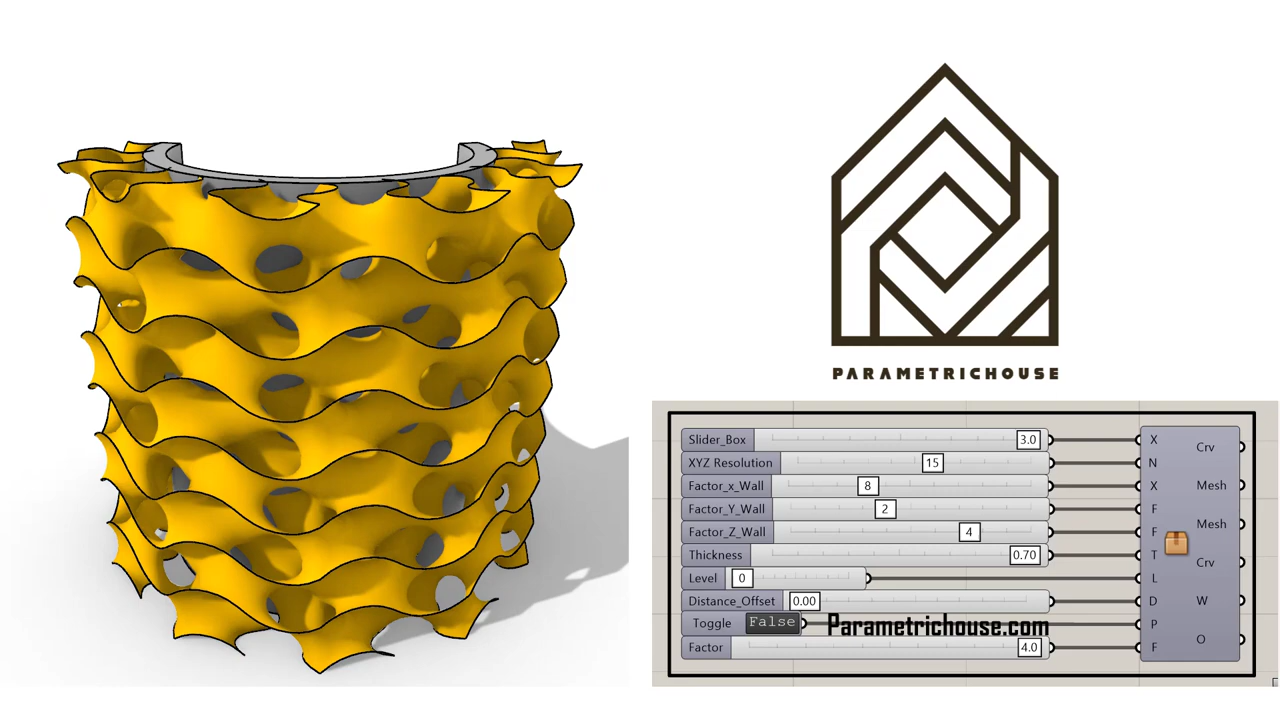 PARAMETRICHOUSE
Slider_Box 3.0 X
Crv
XYZ Resolution 15 N
Factor_x_Wall 8 X Mesh
Factor_Y_Wall 2 F
Mesh
Factor_Z_Wall 4 F
Thickness 0.70 T
Crv
Level 0 L
Distance_Offset 0.00 D W
Toggle False P
Parametrichouse.com
O
Factor 4.0 F